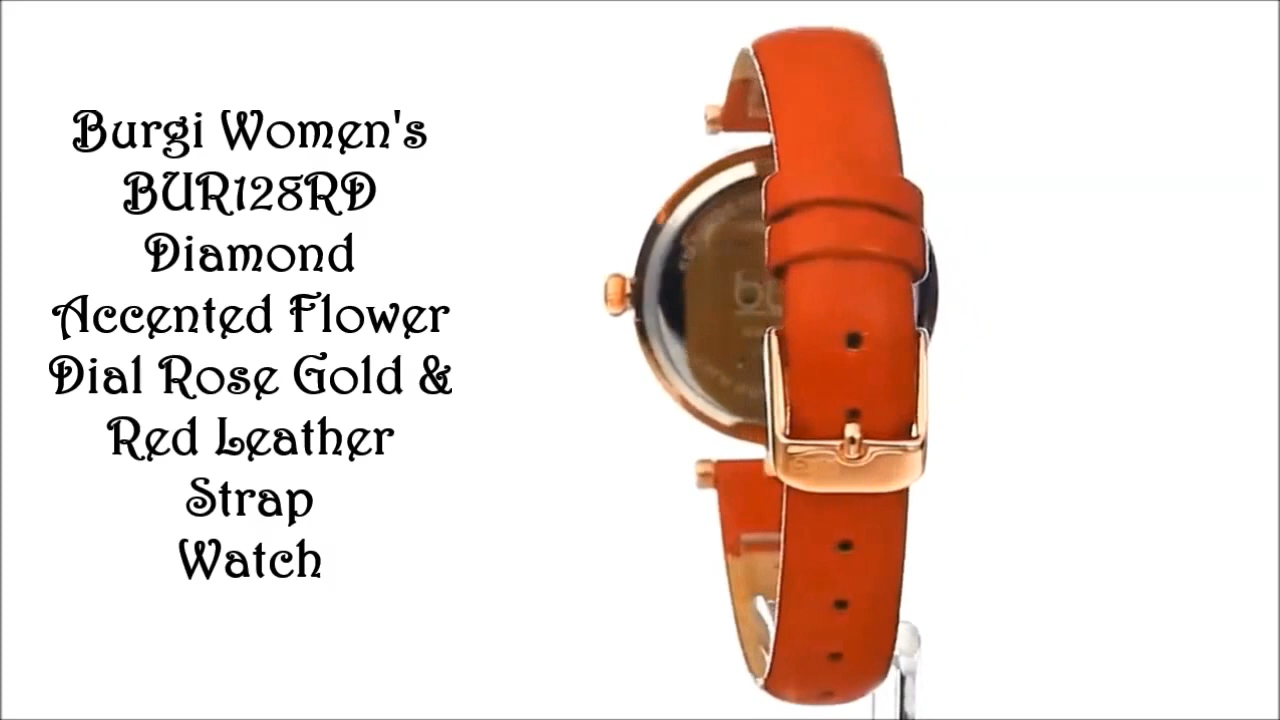 Burgi Women's
BUR128RD
Diamond
Accented Flower
Dial Rose Gold &
Red Leather
Strap
Watch